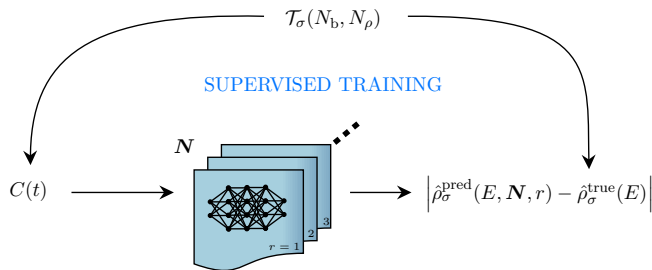 𝒯_σ(N_b, N_ρ)
SUPERVISED TRAINING
𝑵
C(t)
r = 1
2
3
|ρ̂_σ^pred(E, 𝑵, r) − ρ̂_σ^true(E)|